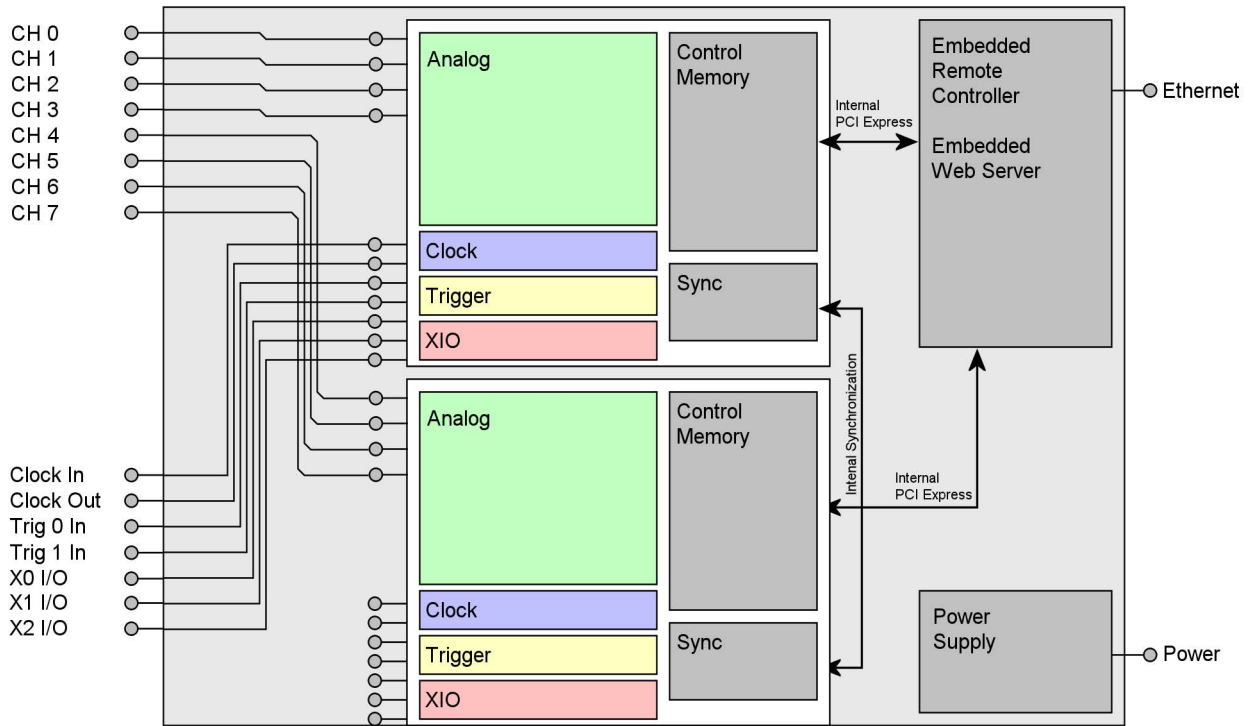 CH 0
CH 1
CH 2
CH 3
CH 4
CH 5
CH 6
CH 7
Clock In
Clock Out
Trig 0 In
Trig 1 In
X0 I/O
X1 I/O
X2 I/O
Analog
Clock
Trigger
XIO
Control
Memory
Sync
Analog
Clock
Trigger
XIO
Control
Memory
Sync
Internal
PCI Express
Intenal Synchronization
Internal
PCI Express
Embedded
Remote
Controller
Embedded
Web Server
Power
Supply
Ethernet
Power